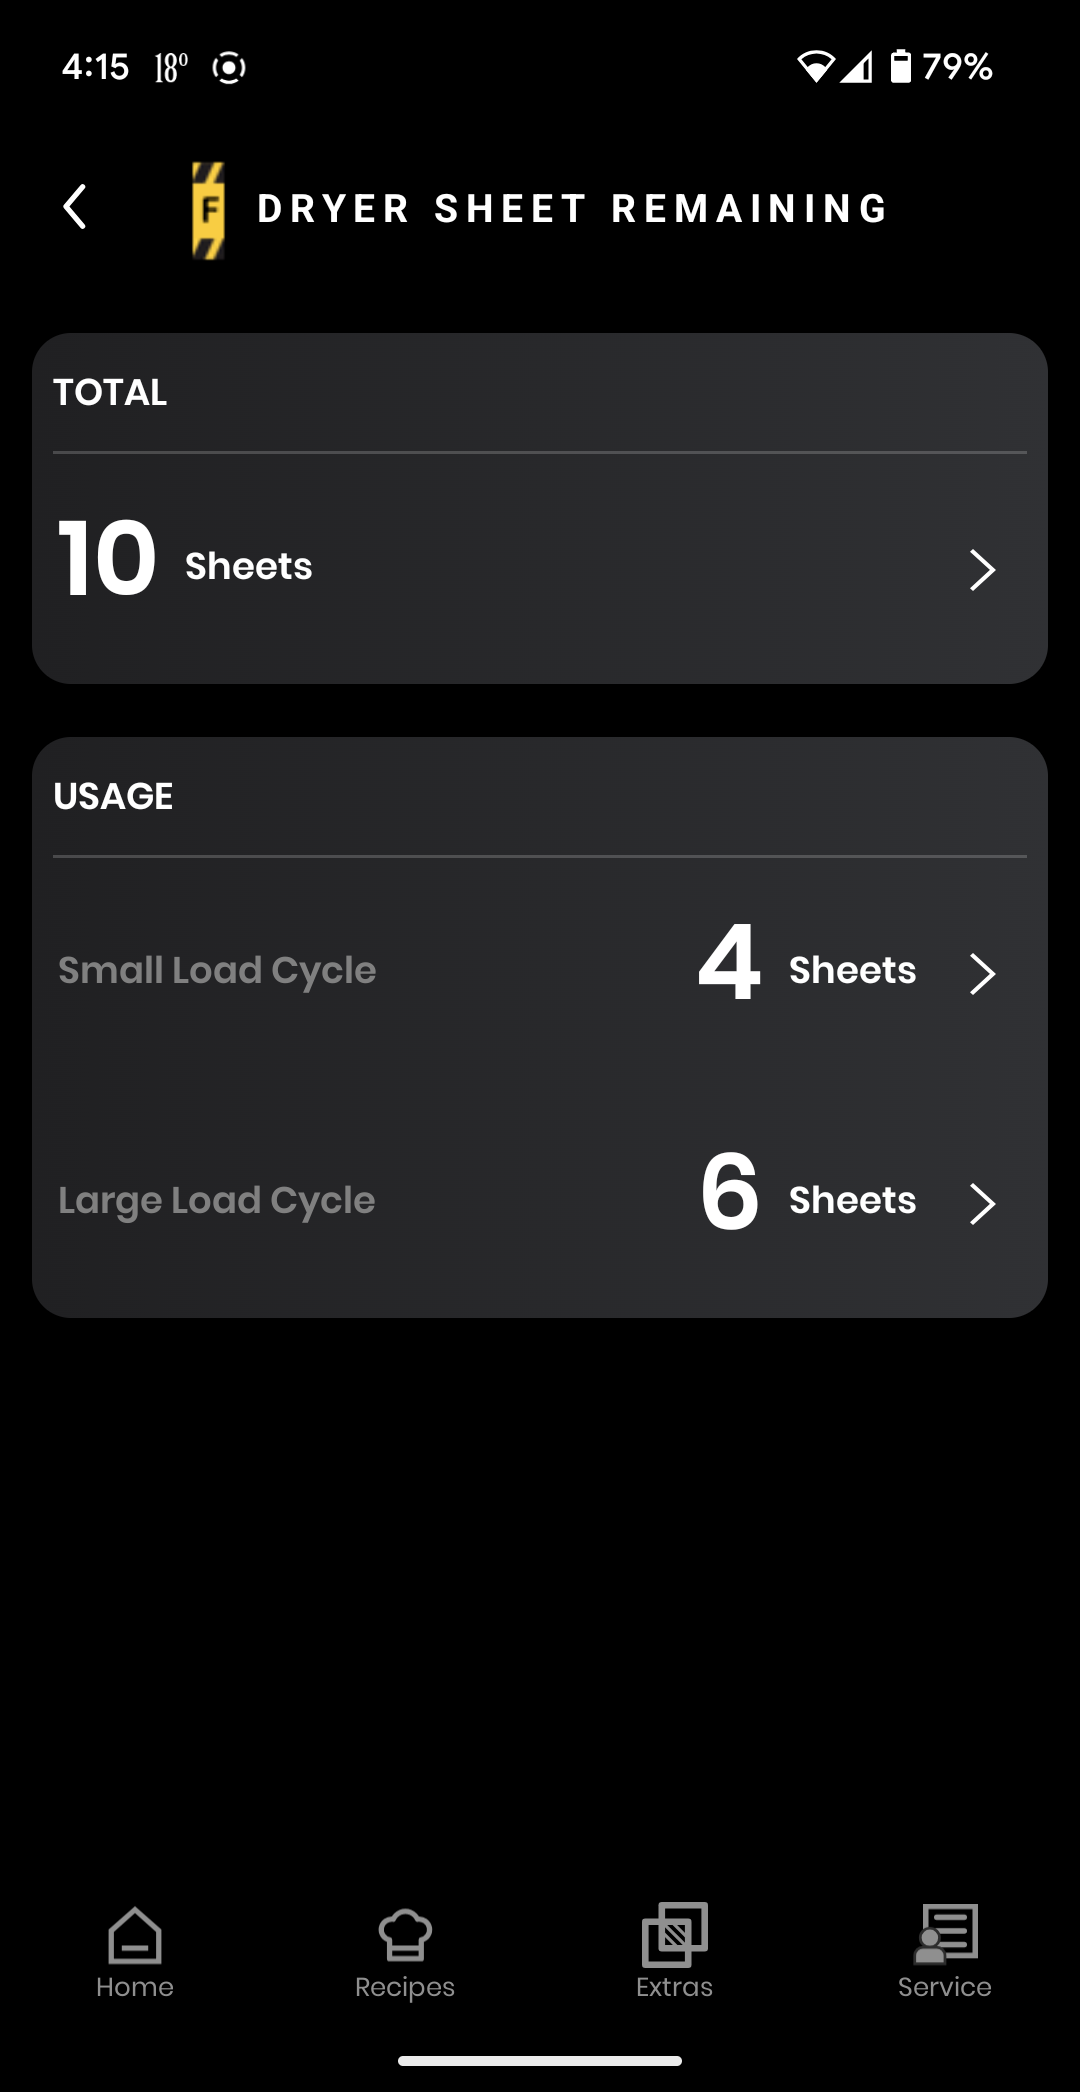 4:15 18° 79%
F DRYER SHEET REMAINING
TOTAL
10 Sheets
USAGE
Small Load Cycle 4 Sheets
Large Load Cycle 6 Sheets
Home Recipes Extras Service